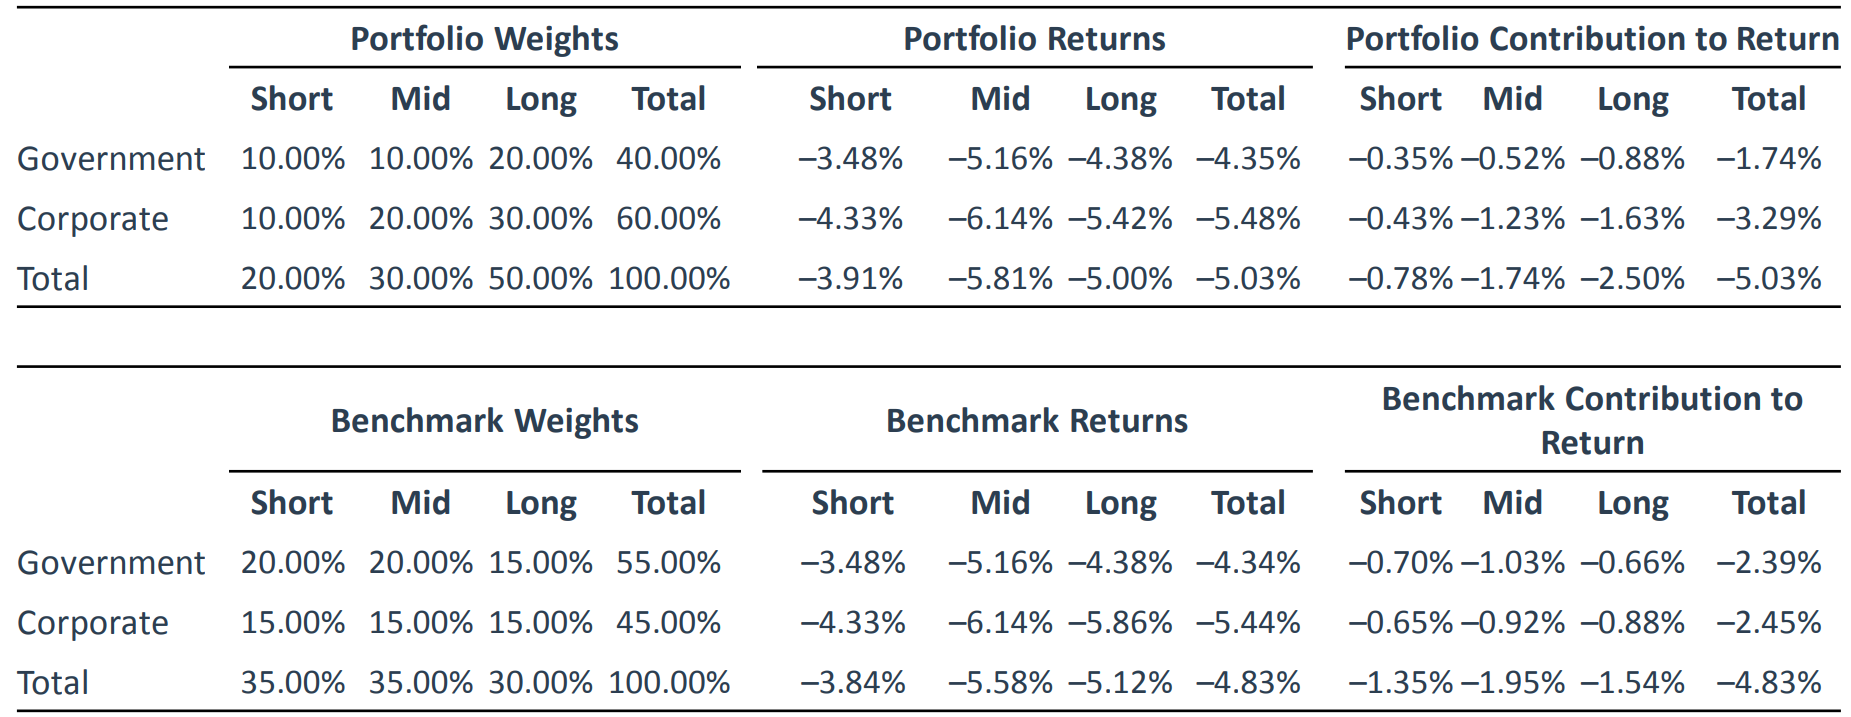 Portfolio Weights Portfolio Returns Portfolio Contribution to Return
Short Mid Long Total Short Mid Long Total Short Mid Long Total
Government 10.00% 10.00% 20.00% 40.00% –3.48% –5.16% –4.38% –4.35% –0.35% –0.52% –0.88% –1.74%
Corporate 10.00% 20.00% 30.00% 60.00% –4.33% –6.14% –5.42% –5.48% –0.43% –1.23% –1.63% –3.29%
Total 20.00% 30.00% 50.00% 100.00% –3.91% –5.81% –5.00% –5.03% –0.78% –1.74% –2.50% –5.03%
Benchmark Weights Benchmark Returns Benchmark Contribution to
Return
Short Mid Long Total Short Mid Long Total Short Mid Long Total
Government 20.00% 20.00% 15.00% 55.00% –3.48% –5.16% –4.38% –4.34% –0.70% –1.03% –0.66% –2.39%
Corporate 15.00% 15.00% 15.00% 45.00% –4.33% –6.14% –5.86% –5.44% –0.65% –0.92% –0.88% –2.45%
Total 35.00% 35.00% 30.00% 100.00% –3.84% –5.58% –5.12% –4.83% –1.35% –1.95% –1.54% –4.83%